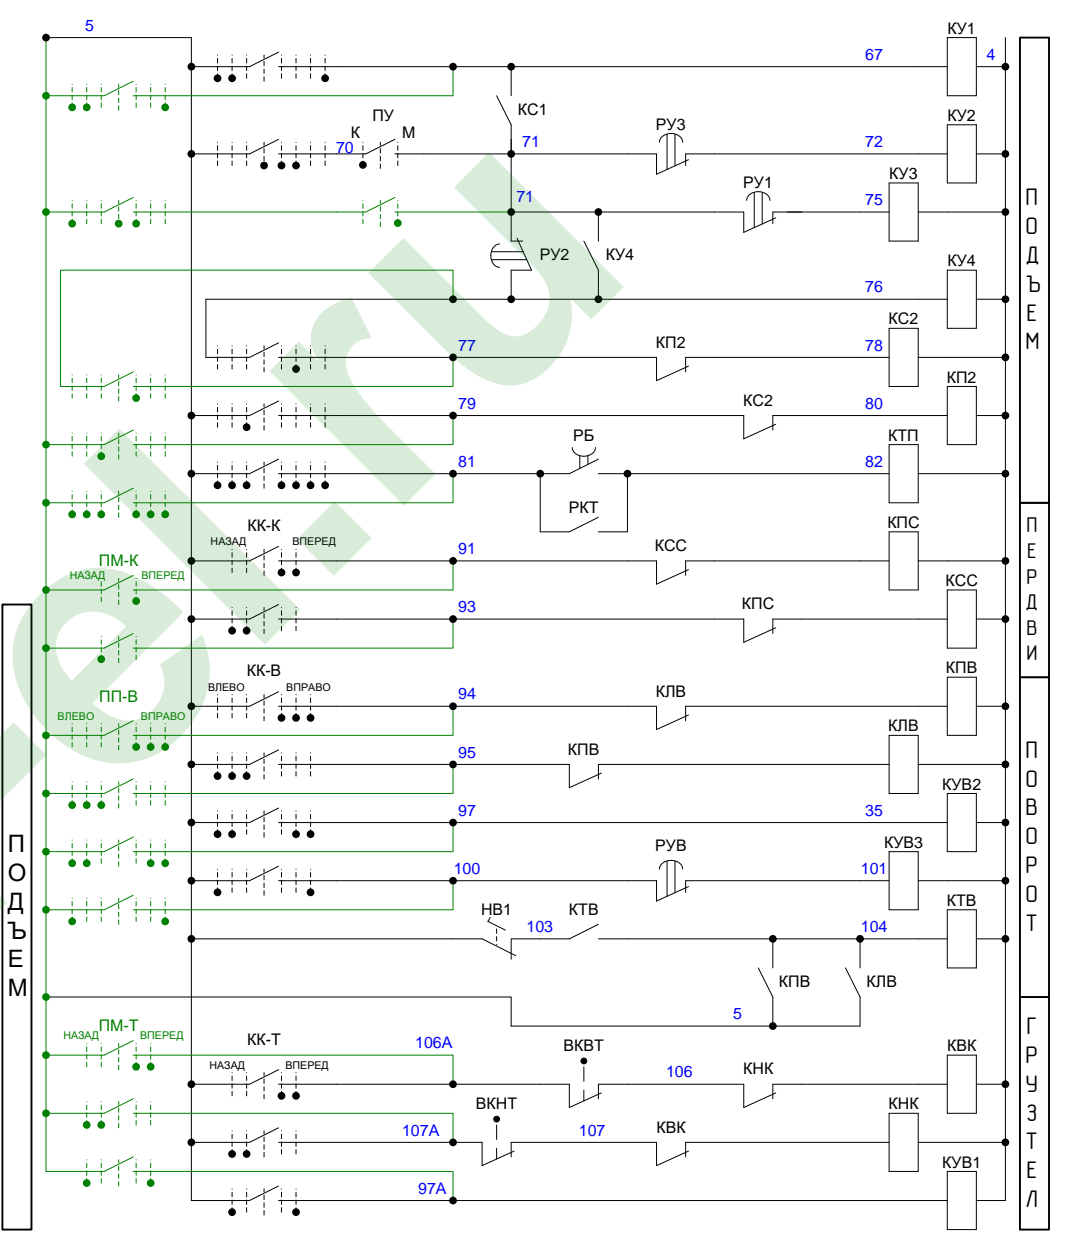 5
КУ1
67
4
КС1
ПУ
К
М
70
71
РУ3
72
КУ2
71
РУ1
75
КУ3
РУ2
КУ4
76
КУ4
77
КП2
78
КС2
79
КС2
80
КП2
81
РБ
82
КТП
РКТ
ПОДЪЕМ
КК-К
НАЗАД
ВПЕРЕД
91
КСС
КПС
ПМ-К
НАЗАД
ВПЕРЕД
93
КПС
КСС
ПЕРДВИ
КК-В
ВЛЕВО
ВПРАВО
94
КЛВ
КПВ
ПП-В
ВЛЕВО
ВПРАВО
95
КПВ
КЛВ
97
35
КУВ2
100
РУВ
101
КУВ3
НВ1
103
КТВ
104
КТВ
КПВ
КЛВ
5
ПОВОРОТ
ПОДЪЕМ
ПМ-Т
НАЗАД
ВПЕРЕД
106А
КК-Т
НАЗАД
ВПЕРЕД
ВКВТ
106
КНК
КВК
107А
ВКНТ
107
КВК
КНК
97А
КУВ1
ГРУЗТЕЛ
el.ru